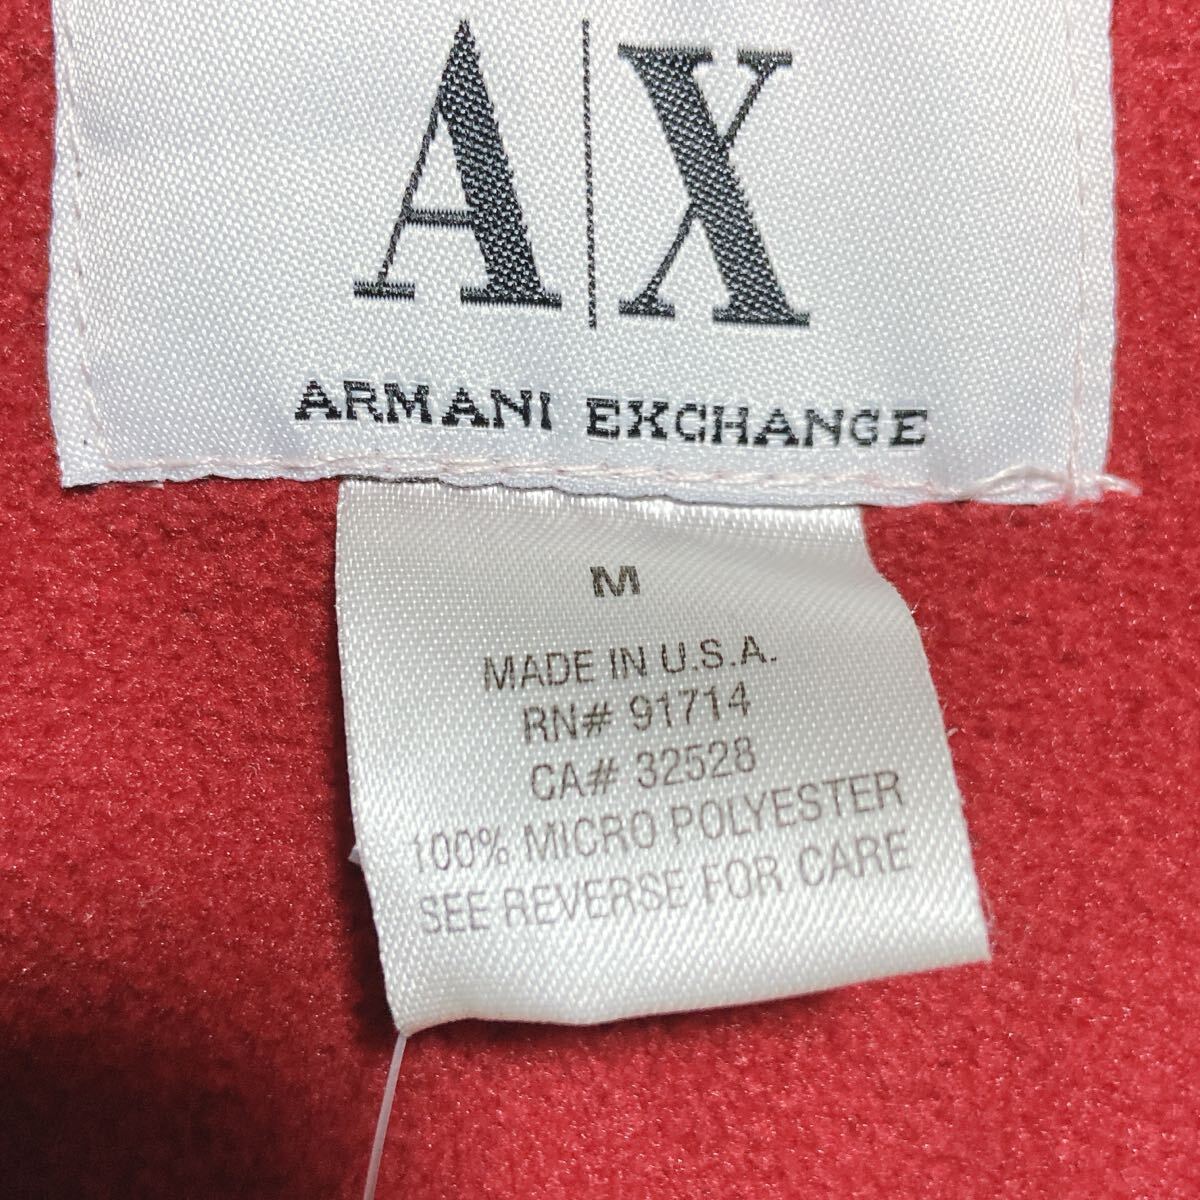 A|X
ARMANI EXCHANGE
M
MADE IN U.S.A.
RN# 91714
CA# 32528
100% MICRO POLYESTER
SEE REVERSE FOR CARE